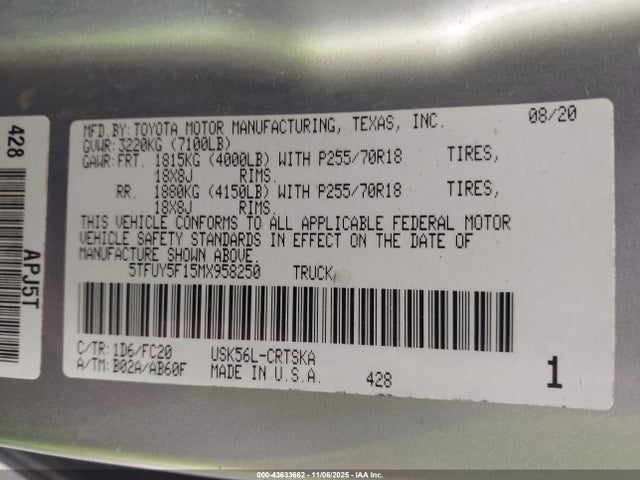 MFD.BY:TOYOTA MOTOR MANUFACTURING, TEXAS, INC. 08/20
GVWR:3220KG (7100LB)
GAWR:FRT. 1815KG (4000LB) WITH P255/70R18 TIRES,
18X8J RIMS.
RR. 1880KG (4150LB) WITH P255/70R18 TIRES,
18X8J RIMS.
THIS VEHICLE CONFORMS TO ALL APPLICABLE FEDERAL MOTOR
VEHICLE SAFETY STANDARDS IN EFFECT ON THE DATE OF
MANUFACTURE SHOWN ABOVE.
5TFUY5F15MX958250 TRUCK
C/TR:1D6/FC20 USK56L-CRTSKA
A/TM:B02A/AB60F MADE IN U.S.A. 428 1
428
APJ5T
000-43633662 - 11/06/2025 - IAA Inc.